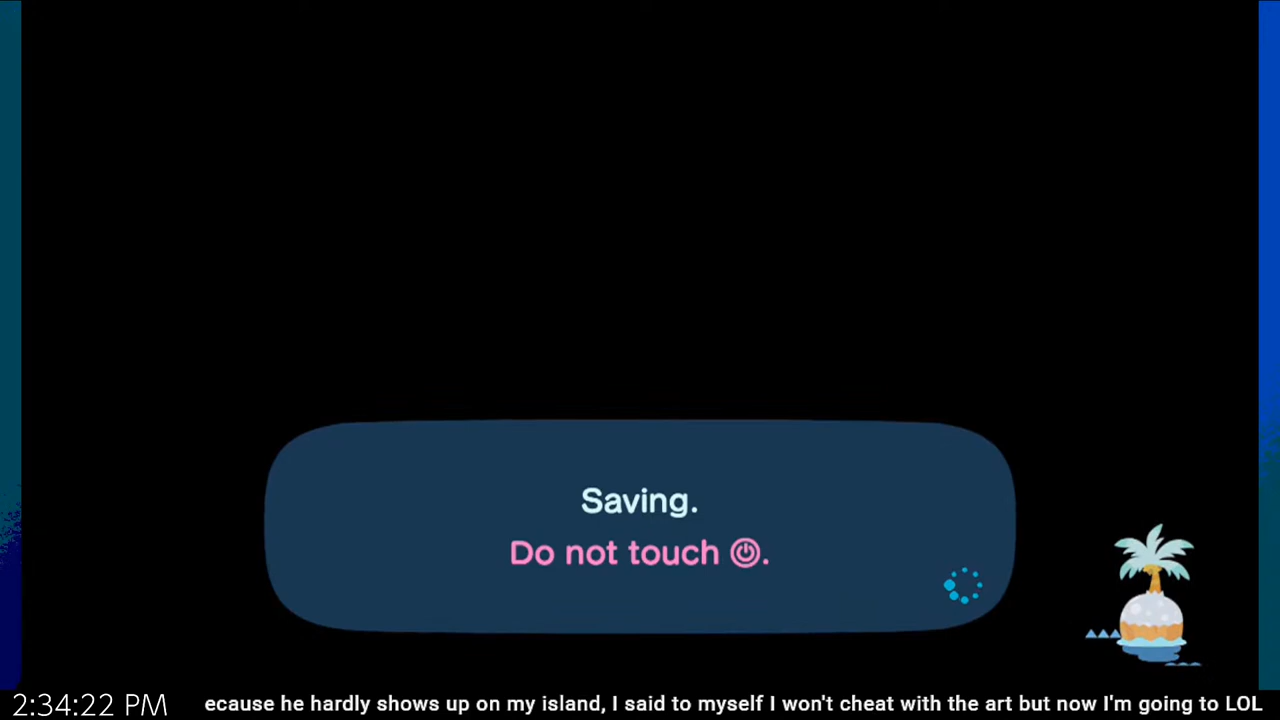 Saving.
Do not touch .
2:34:22 PM
ecause he hardly shows up on my island, I said to myself I won't cheat with the art but now I'm going to LOL